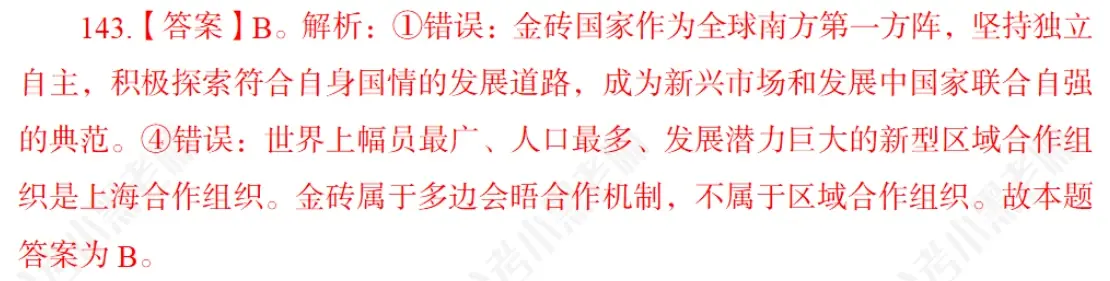 143.【答案】B。解析：①错误：金砖国家作为全球南方第一方阵，坚持独立
自主，积极探索符合自身国情的发展道路，成为新兴市场和发展中国家联合自强
的典范。④错误：世界上幅员最广、人口最多、发展潜力巨大的新型区域合作组
织是上海合作组织。金砖属于多边会晤合作机制，不属于区域合作组织。故本题
答案为 B。